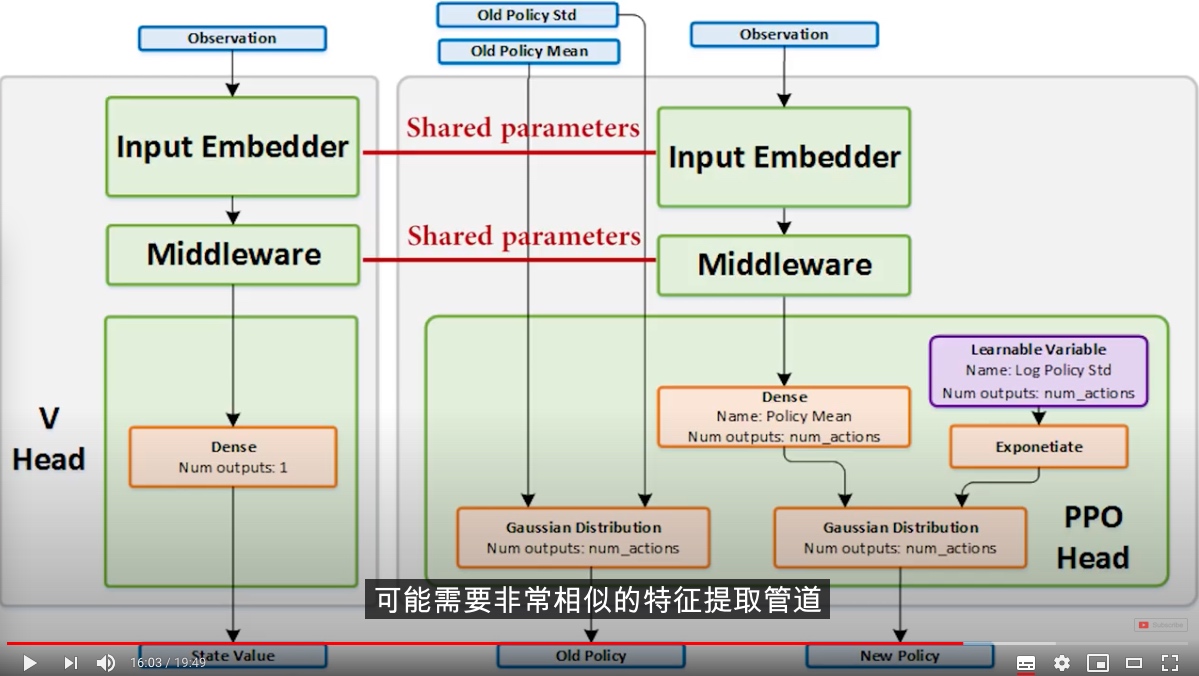 Old Policy Std
Observation
Old Policy Mean
Observation
Input Embedder
Shared parameters
Input Embedder
Middleware
Shared parameters
Middleware
V
Head
Dense
Num outputs: 1
Learnable Variable
Name: Log Policy Std
Num outputs: num_actions
Dense
Name: Policy Mean
Num outputs: num_actions
Exponetiate
Gaussian Distribution
Num outputs: num_actions
Gaussian Distribution
Num outputs: num_actions
PPO
Head
可能需要非常相似的特征提取管道
Subscribe
State Value
Old Policy
New Policy
16:03 / 19:49